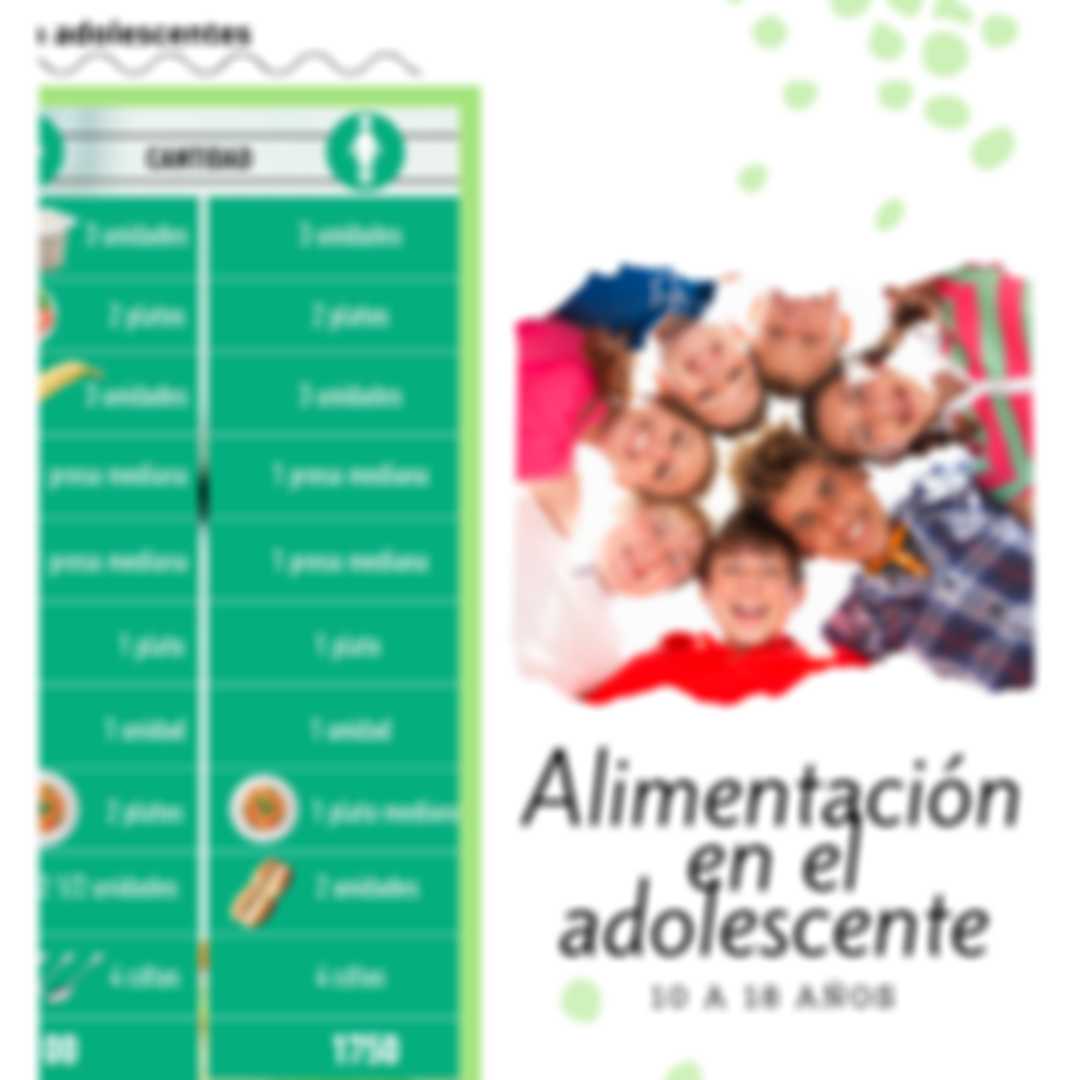 adolescentes
CANTIDAD
3 unidades 3 unidades
2 platos 2 platos
3 unidades 3 unidades
presa mediana 1 presa mediana
presa mediana 1 presa mediana
1 plato 1 plato
1 unidad 1 unidad
2 platos 1 plato mediano
2 1/2 unidades 2 unidades
4 cditas 4 cditas
00 1750
Alimentación
en el
adolescente
10 A 18 AÑOS